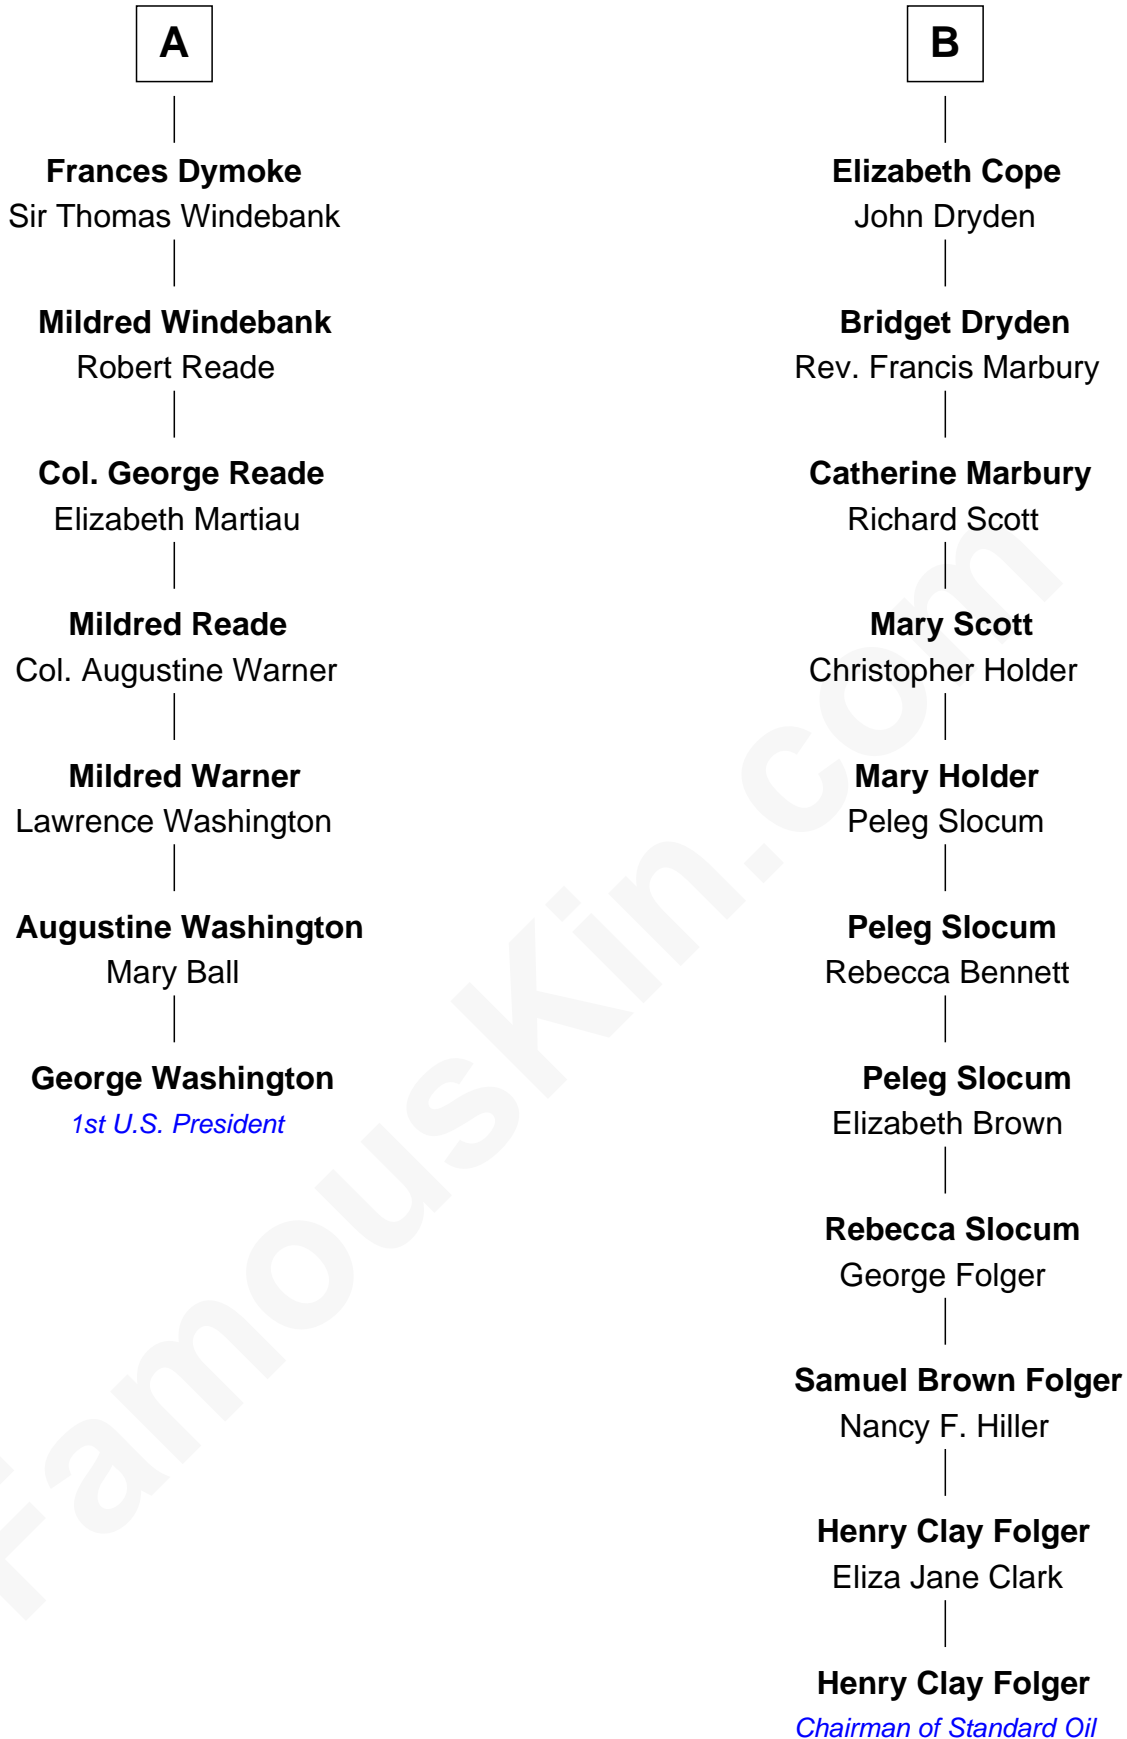 A
Frances Dymoke
Sir Thomas Windebank
Mildred Windebank
Robert Reade
Col. George Reade
Elizabeth Martiau
Mildred Reade
Col. Augustine Warner
Mildred Warner
Lawrence Washington
Augustine Washington
Mary Ball
George Washington
1st U.S. President
B
Elizabeth Cope
John Dryden
Bridget Dryden
Rev. Francis Marbury
Catherine Marbury
Richard Scott
Mary Scott
Christopher Holder
Mary Holder
Peleg Slocum
Peleg Slocum
Rebecca Bennett
Peleg Slocum
Elizabeth Brown
Rebecca Slocum
George Folger
Samuel Brown Folger
Nancy F. Hiller
Henry Clay Folger
Eliza Jane Clark
Henry Clay Folger
Chairman of Standard Oil
FamousKin.com